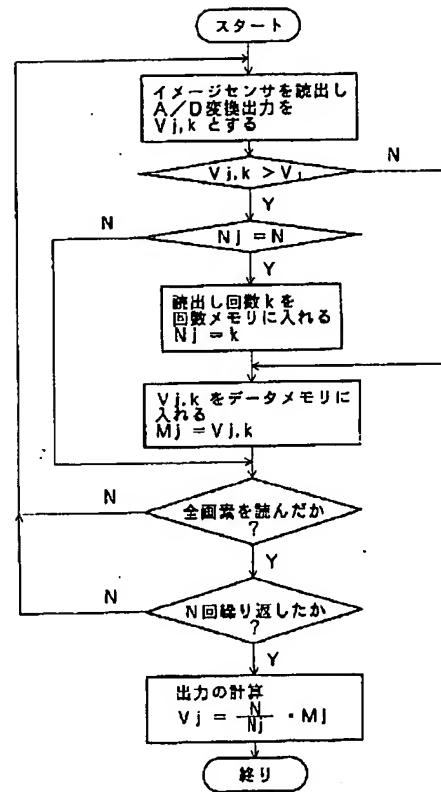 スタート
イメージセンサを読出し
A/D変換出力を
Vj,k とする
Vj,k > V₁
N
Y
N
Nj = N
Y
読出し回数kを
回数メモリに入れる
Nj = k
Vj,k をデータメモリに
入れる
Mj = Vj,k
N
全画素を読んだか
?
Y
N
N回繰り返したか
?
Y
出力の計算
Vj = N/Nj ・Mj
終り